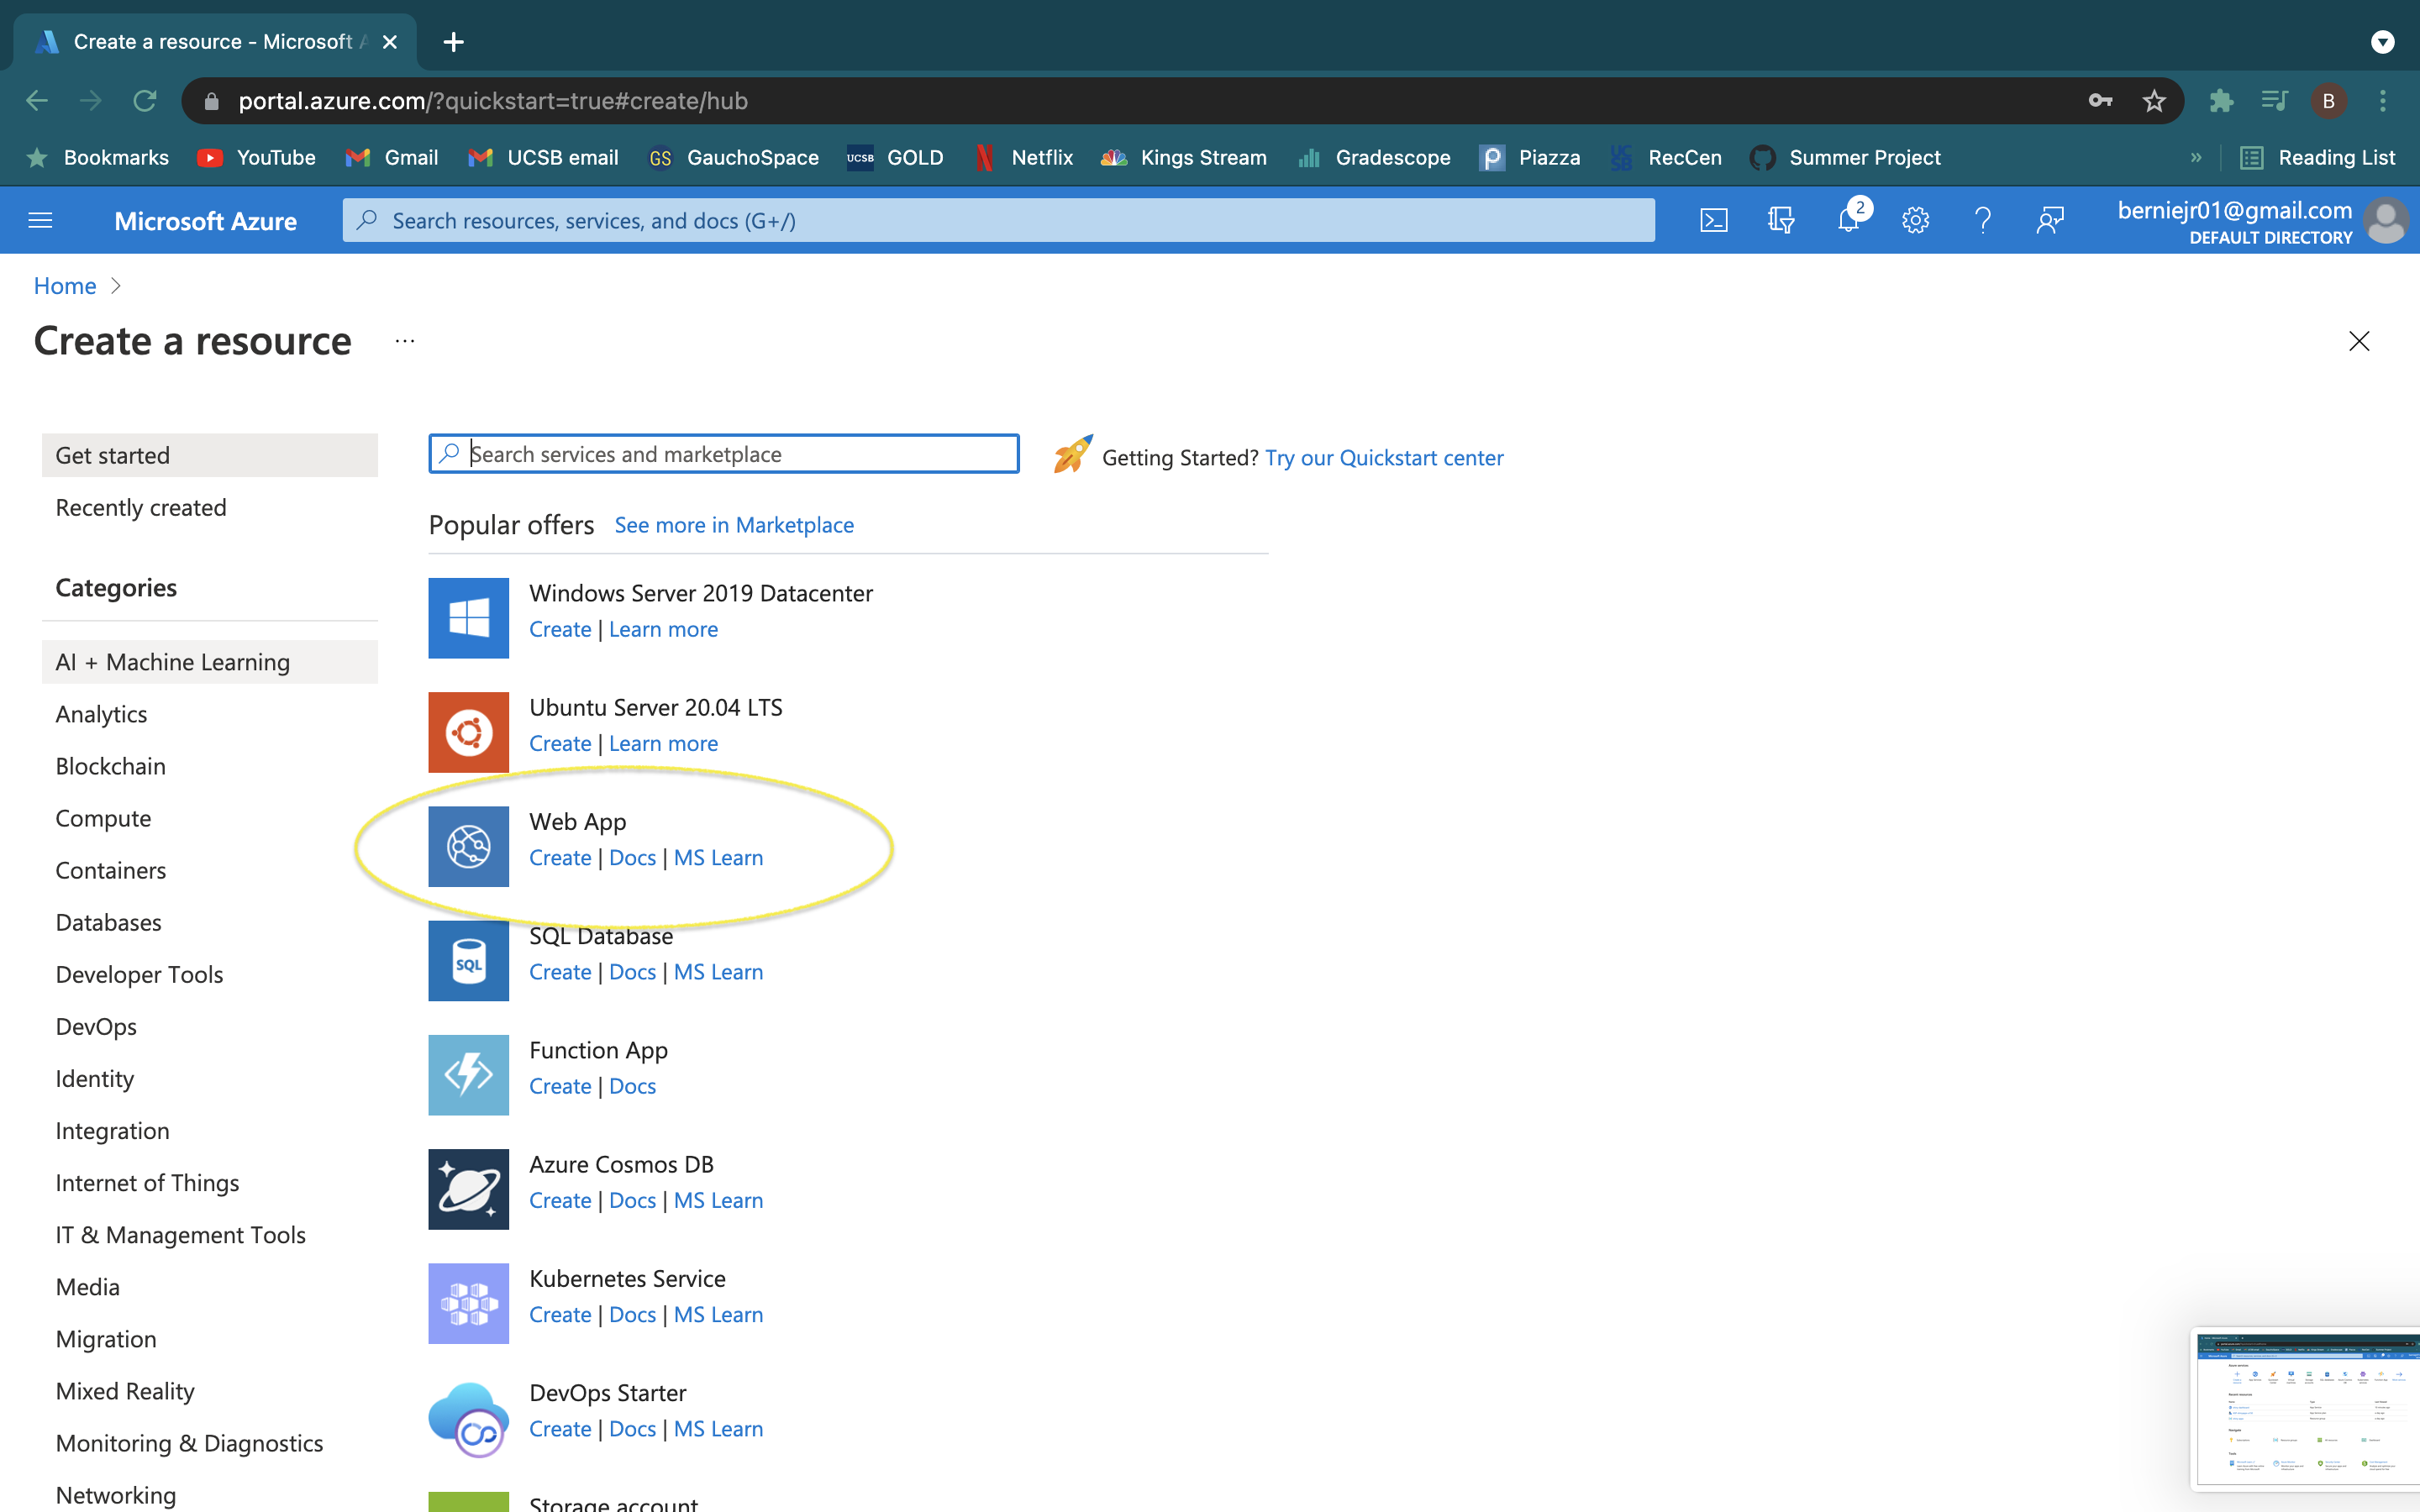 Create a resource - Microsoft A
portal.azure.com/?quickstart=true#create/hub
B
Bookmarks
YouTube
Gmail
UCSB email
GS GauchoSpace
UCSB GOLD
Netflix
Kings Stream
Gradescope
Piazza
UCSB RecCen
Summer Project
»
Reading List
Microsoft Azure
Search resources, services, and docs (G+/)
2
berniejr01@gmail.com
DEFAULT DIRECTORY
Home >
Create a resource ...
Get started
Recently created
Categories
AI + Machine Learning
Analytics
Blockchain
Compute
Containers
Databases
Developer Tools
DevOps
Identity
Integration
Internet of Things
IT & Management Tools
Media
Migration
Mixed Reality
Monitoring & Diagnostics
Networking
Search services and marketplace
Getting Started? Try our Quickstart center
Popular offers See more in Marketplace
Windows Server 2019 Datacenter
Create | Learn more
Ubuntu Server 20.04 LTS
Create | Learn more
Web App
Create | Docs | MS Learn
SQL
SQL Database
Create | Docs | MS Learn
Function App
Create | Docs
Azure Cosmos DB
Create | Docs | MS Learn
Kubernetes Service
Create | Docs | MS Learn
DevOps Starter
Create | Docs | MS Learn
Storage account